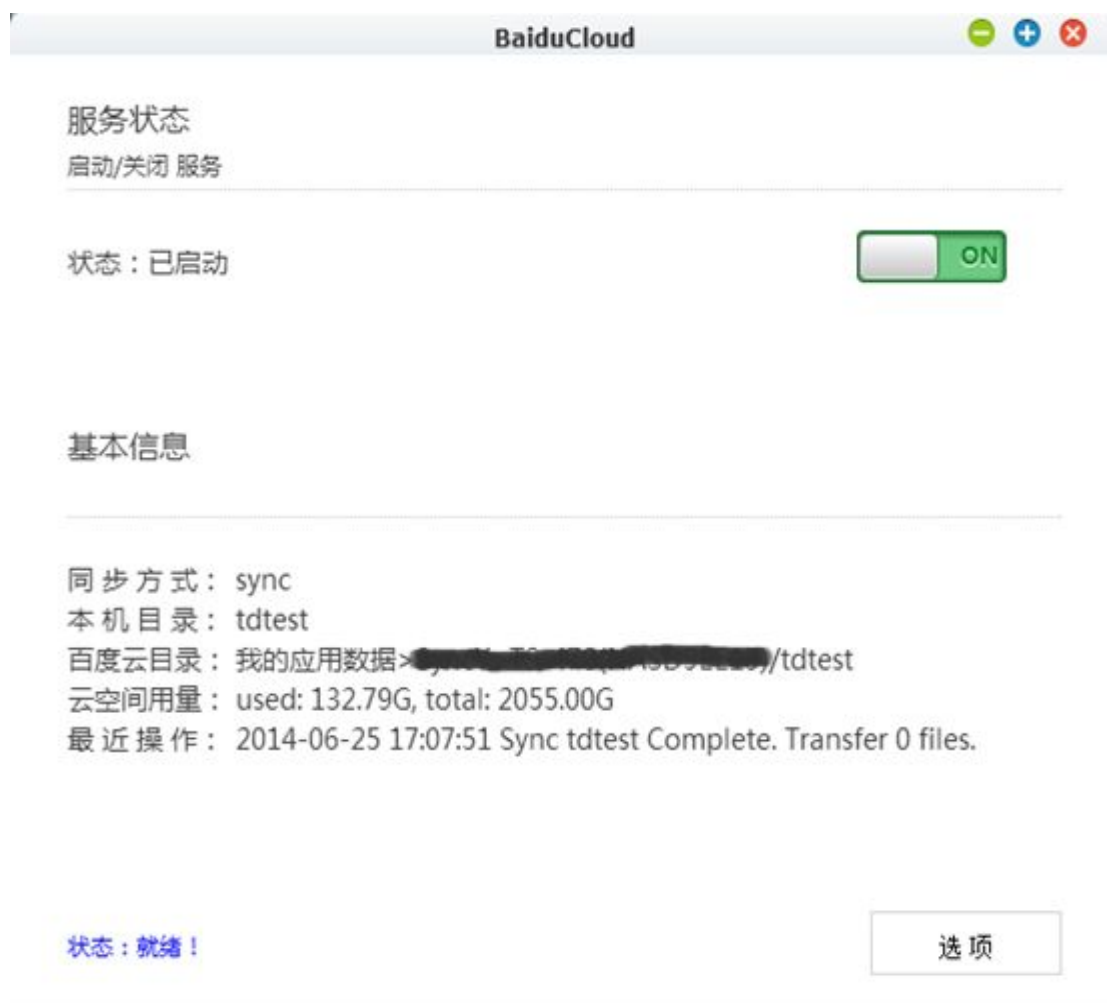 BaiduCloud
服务状态
启动/关闭 服务
状态：已启动
ON
基本信息
同 步 方 式： sync
本 机 目 录： tdtest
百度云目录： 我的应用数据> /tdtest
云空间用量： used: 132.79G, total: 2055.00G
最 近 操 作： 2014-06-25 17:07:51 Sync tdtest Complete. Transfer 0 files.
状态：就绪！
选 项